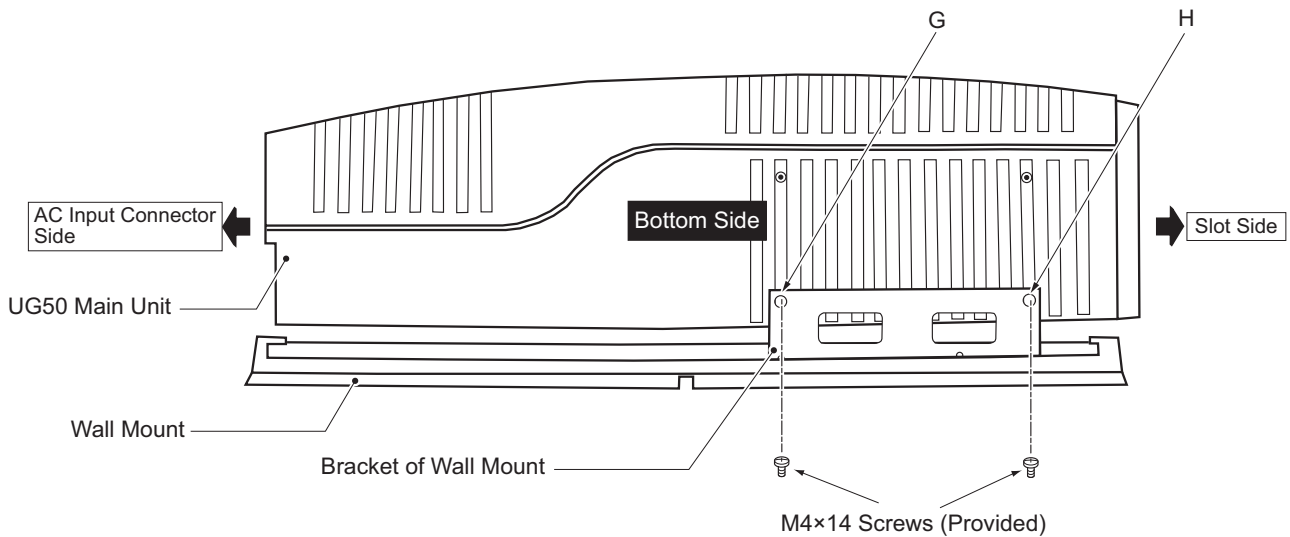 G
H
AC Input Connector
Side
Bottom Side
Slot Side
UG50 Main Unit
Wall Mount
Bracket of Wall Mount
M4×14 Screws (Provided)